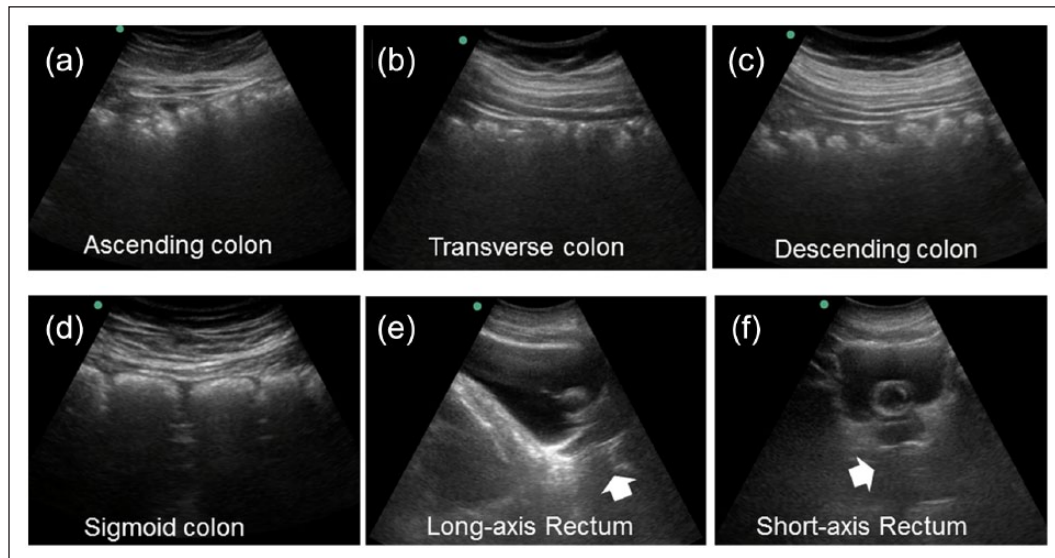 (a)
Ascending colon
(b)
Transverse colon
(c)
Descending colon
(d)
Sigmoid colon
(e)
Long-axis Rectum
(f)
Short-axis Rectum